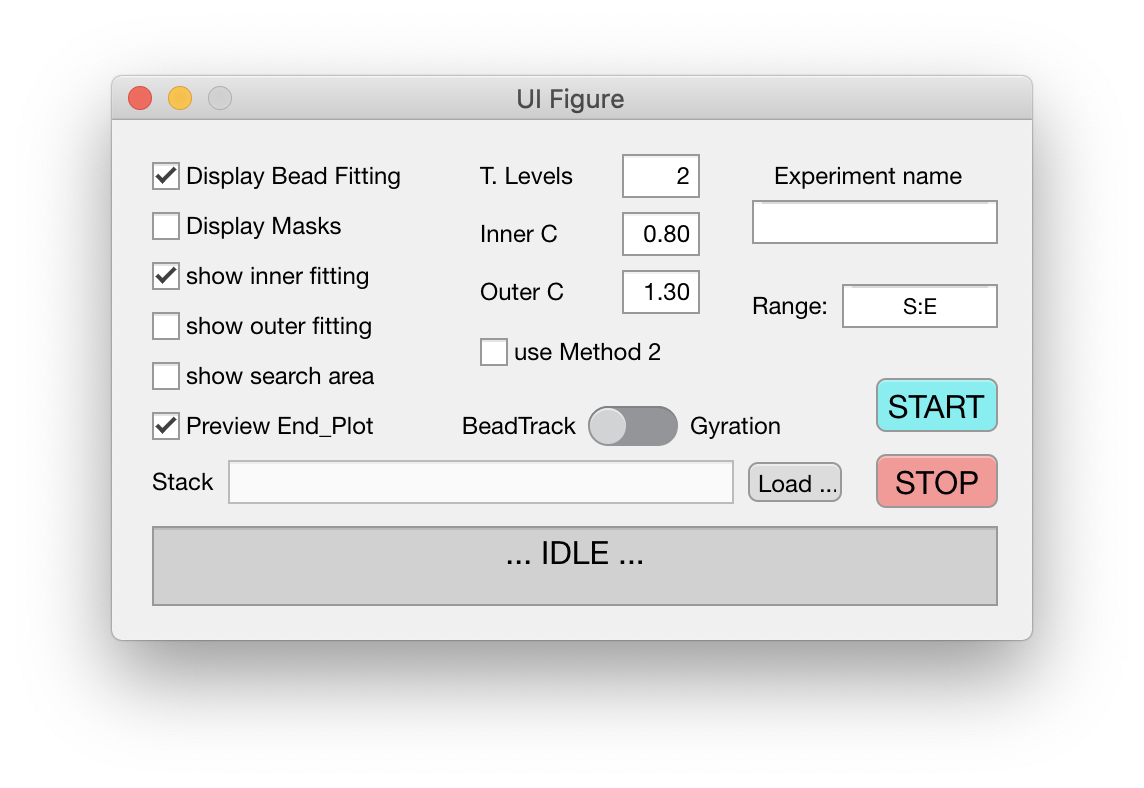 UI Figure
Display Bead Fitting
Display Masks
show inner fitting
show outer fitting
show search area
Preview End_Plot
T. Levels 2
Inner C 0.80
Outer C 1.30
use Method 2
BeadTrack Gyration
Experiment name
Range: S:E
START
STOP
Stack Load ...
... IDLE ...